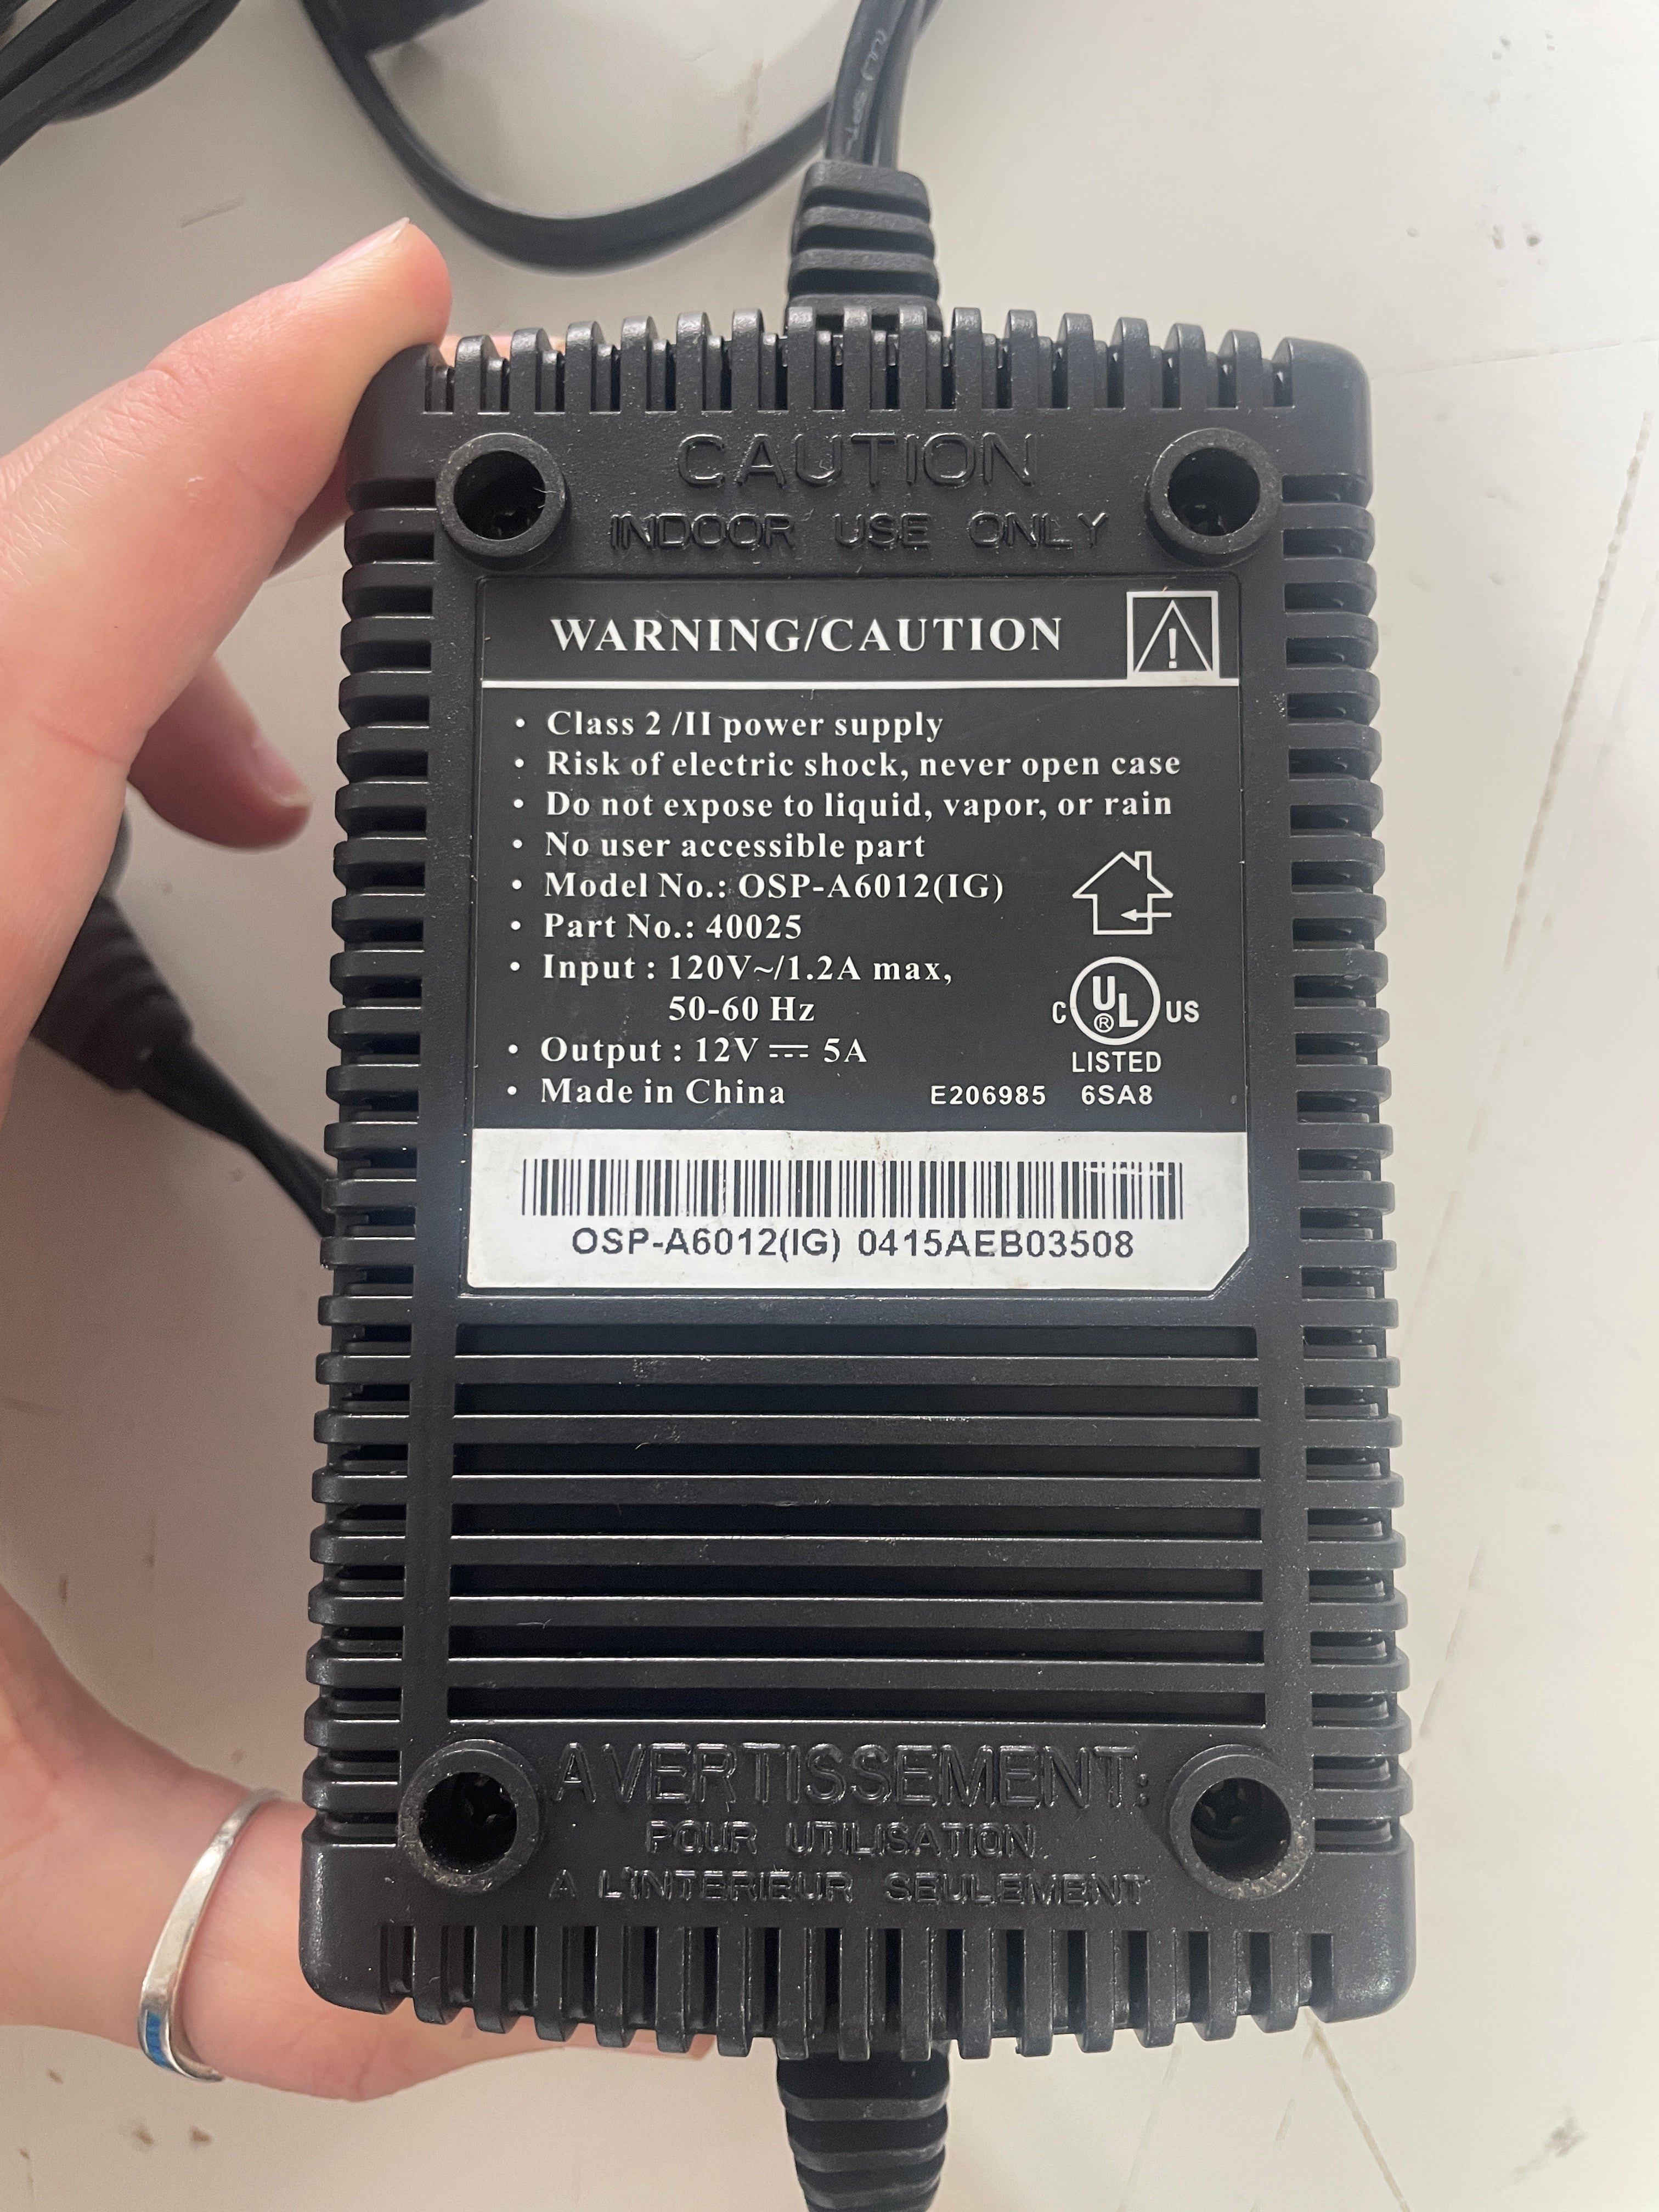 CAUTION
INDOOR USE ONLY
WARNING/CAUTION
• Class 2 /II power supply
• Risk of electric shock, never open case
• Do not expose to liquid, vapor, or rain
• No user accessible part
• Model No.: OSP-A6012(IG)
• Part No.: 40025
• Input : 120V~/1.2A max,
50-60 Hz
• Output : 12V ⎓ 5A
• Made in China
C UL ® US
LISTED
E206985 6SA8
OSP-A6012(IG) 0415AEB03508
AVERTISSEMENT:
POUR UTILISATION
A L'INTERIEUR SEULEMENT